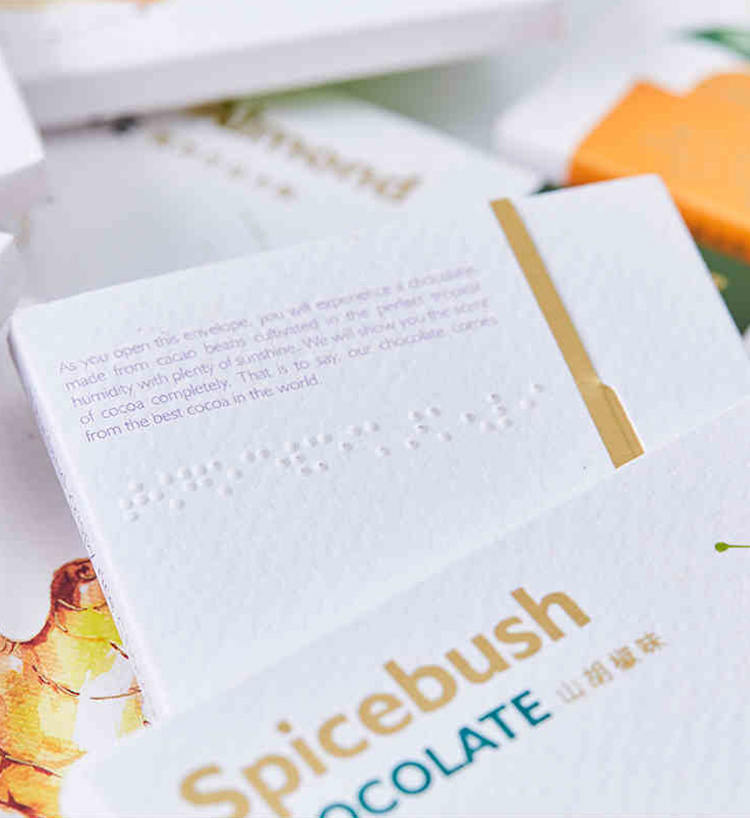 Almond
As you open this envelope, you will experience a chocolate
made from cacao beans cultivated in the perfect tropical
humidity with plenty of sunshine. We will show you the scent
of cocoa completely. That is to say, our chocolate comes
from the best cocoa in the world.
Spicebush
OCOLATE 山胡椒味